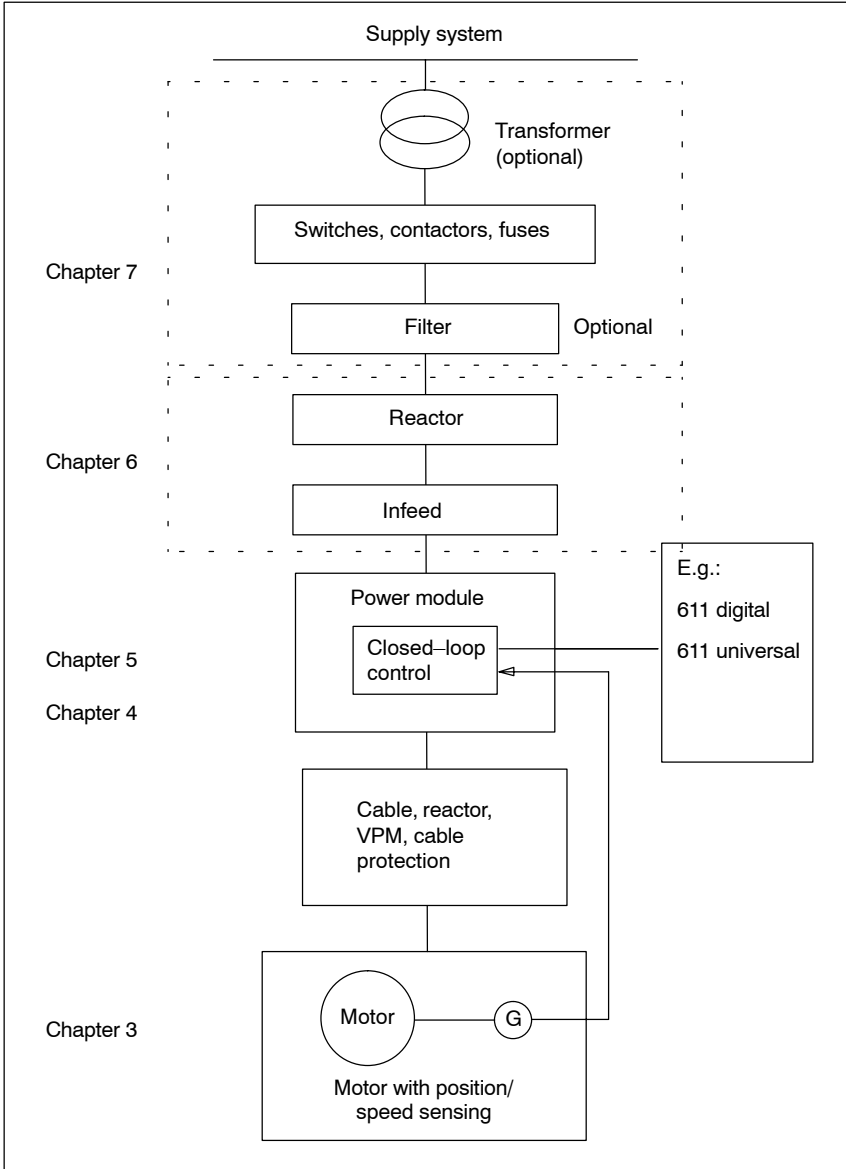 Supply system
Transformer
(optional)
Switches, contactors, fuses
Chapter 7
Filter
Optional
Reactor
Chapter 6
Infeed
E.g.:
611 digital
611 universal
Power module
Closed–loop
control
Chapter 5
Chapter 4
Cable, reactor,
VPM, cable
protection
Motor
G
Chapter 3
Motor with position/
speed sensing